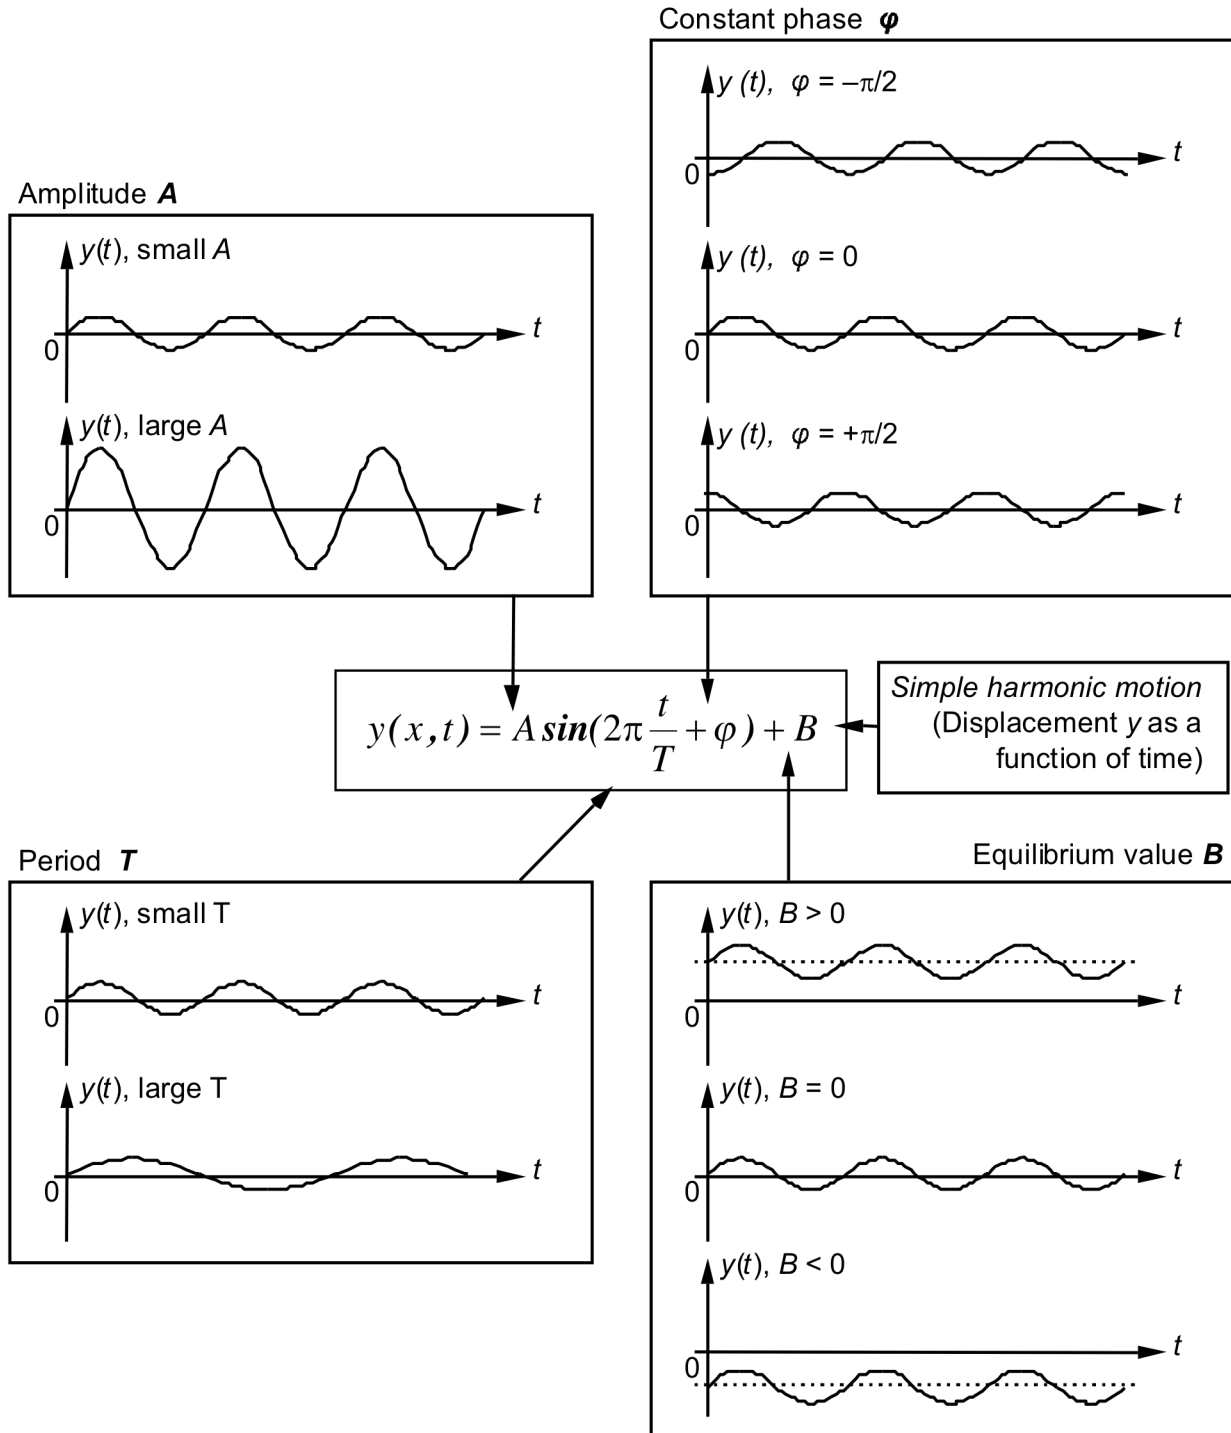 Constant phase φ
y (t), φ = –π/2
t
0
y (t), φ = 0
t
0
y (t), φ = +π/2
t
0
Amplitude A
y(t), small A
t
0
y(t), large A
t
0
y(x,t) = A sin(2π t/T + φ) + B
Simple harmonic motion
(Displacement y as a
function of time)
Period T
y(t), small T
t
0
y(t), large T
t
0
Equilibrium value B
y(t), B > 0
t
0
y(t), B = 0
t
0
y(t), B < 0
t
0